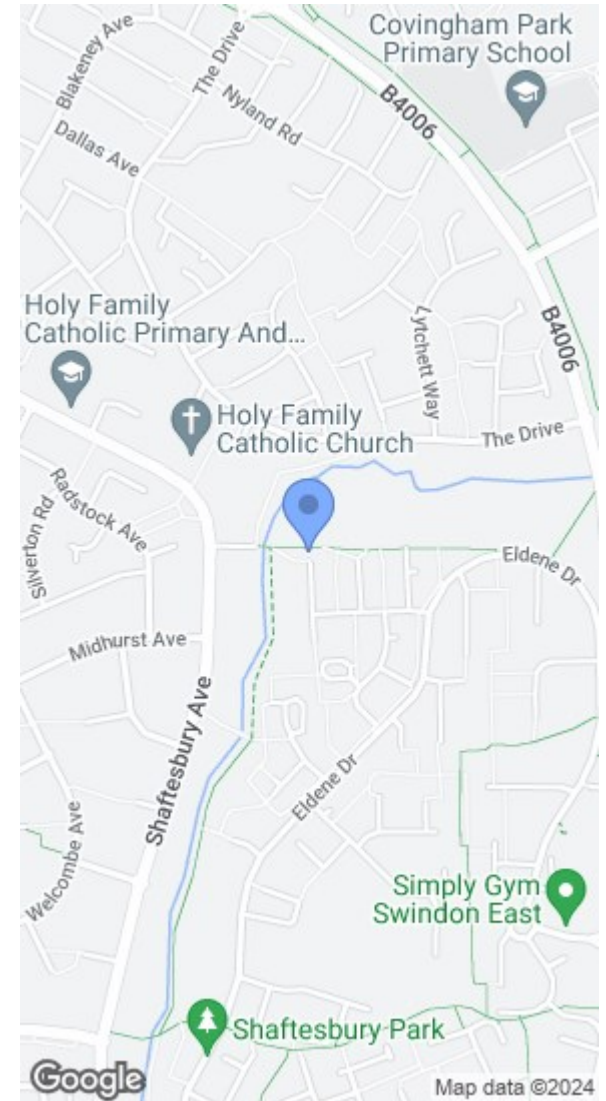 Covingham Park
Primary School
Blakeney Ave
The Drive
Nyland Rd
B4006
Dallas Ave
Holy Family
Catholic Primary And...
Lytchett Way
B4006
Holy Family
Catholic Church
The Drive
Radstock Ave
Silverton Rd
Eldene Dr
Midhurst Ave
Shaftesbury Ave
Eldene Dr
Welcombe Ave
Simply Gym
Swindon East
Shaftesbury Park
Google
Map data ©2024